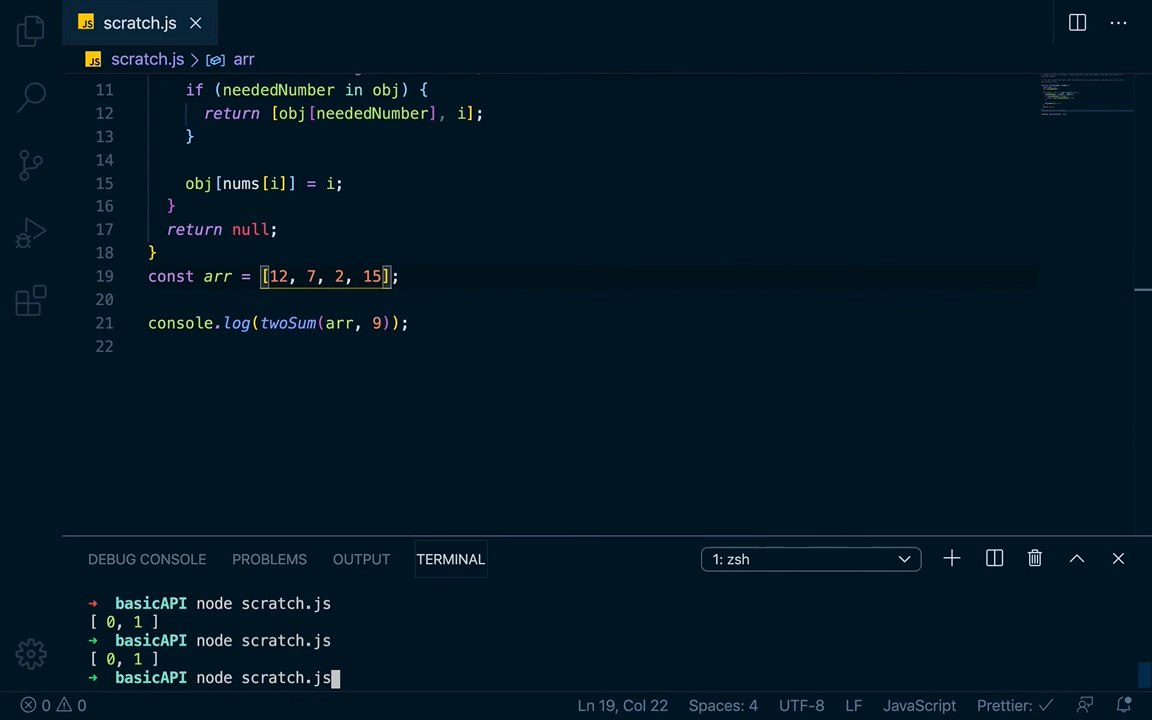 JS scratch.js
JS scratch.js > arr
11 if (neededNumber in obj) {
12 return [obj[neededNumber], i];
13 }
14
15 obj[nums[i]] = i;
16 }
17 return null;
18 }
19 const arr = [12, 7, 2, 15];
20
21 console.log(twoSum(arr, 9));
22
DEBUG CONSOLE PROBLEMS OUTPUT TERMINAL 1: zsh
➜ basicAPI node scratch.js
[ 0, 1 ]
➜ basicAPI node scratch.js
[ 0, 1 ]
➜ basicAPI node scratch.js
0 0 Ln 19, Col 22 Spaces: 4 UTF-8 LF JavaScript Prettier: ✓